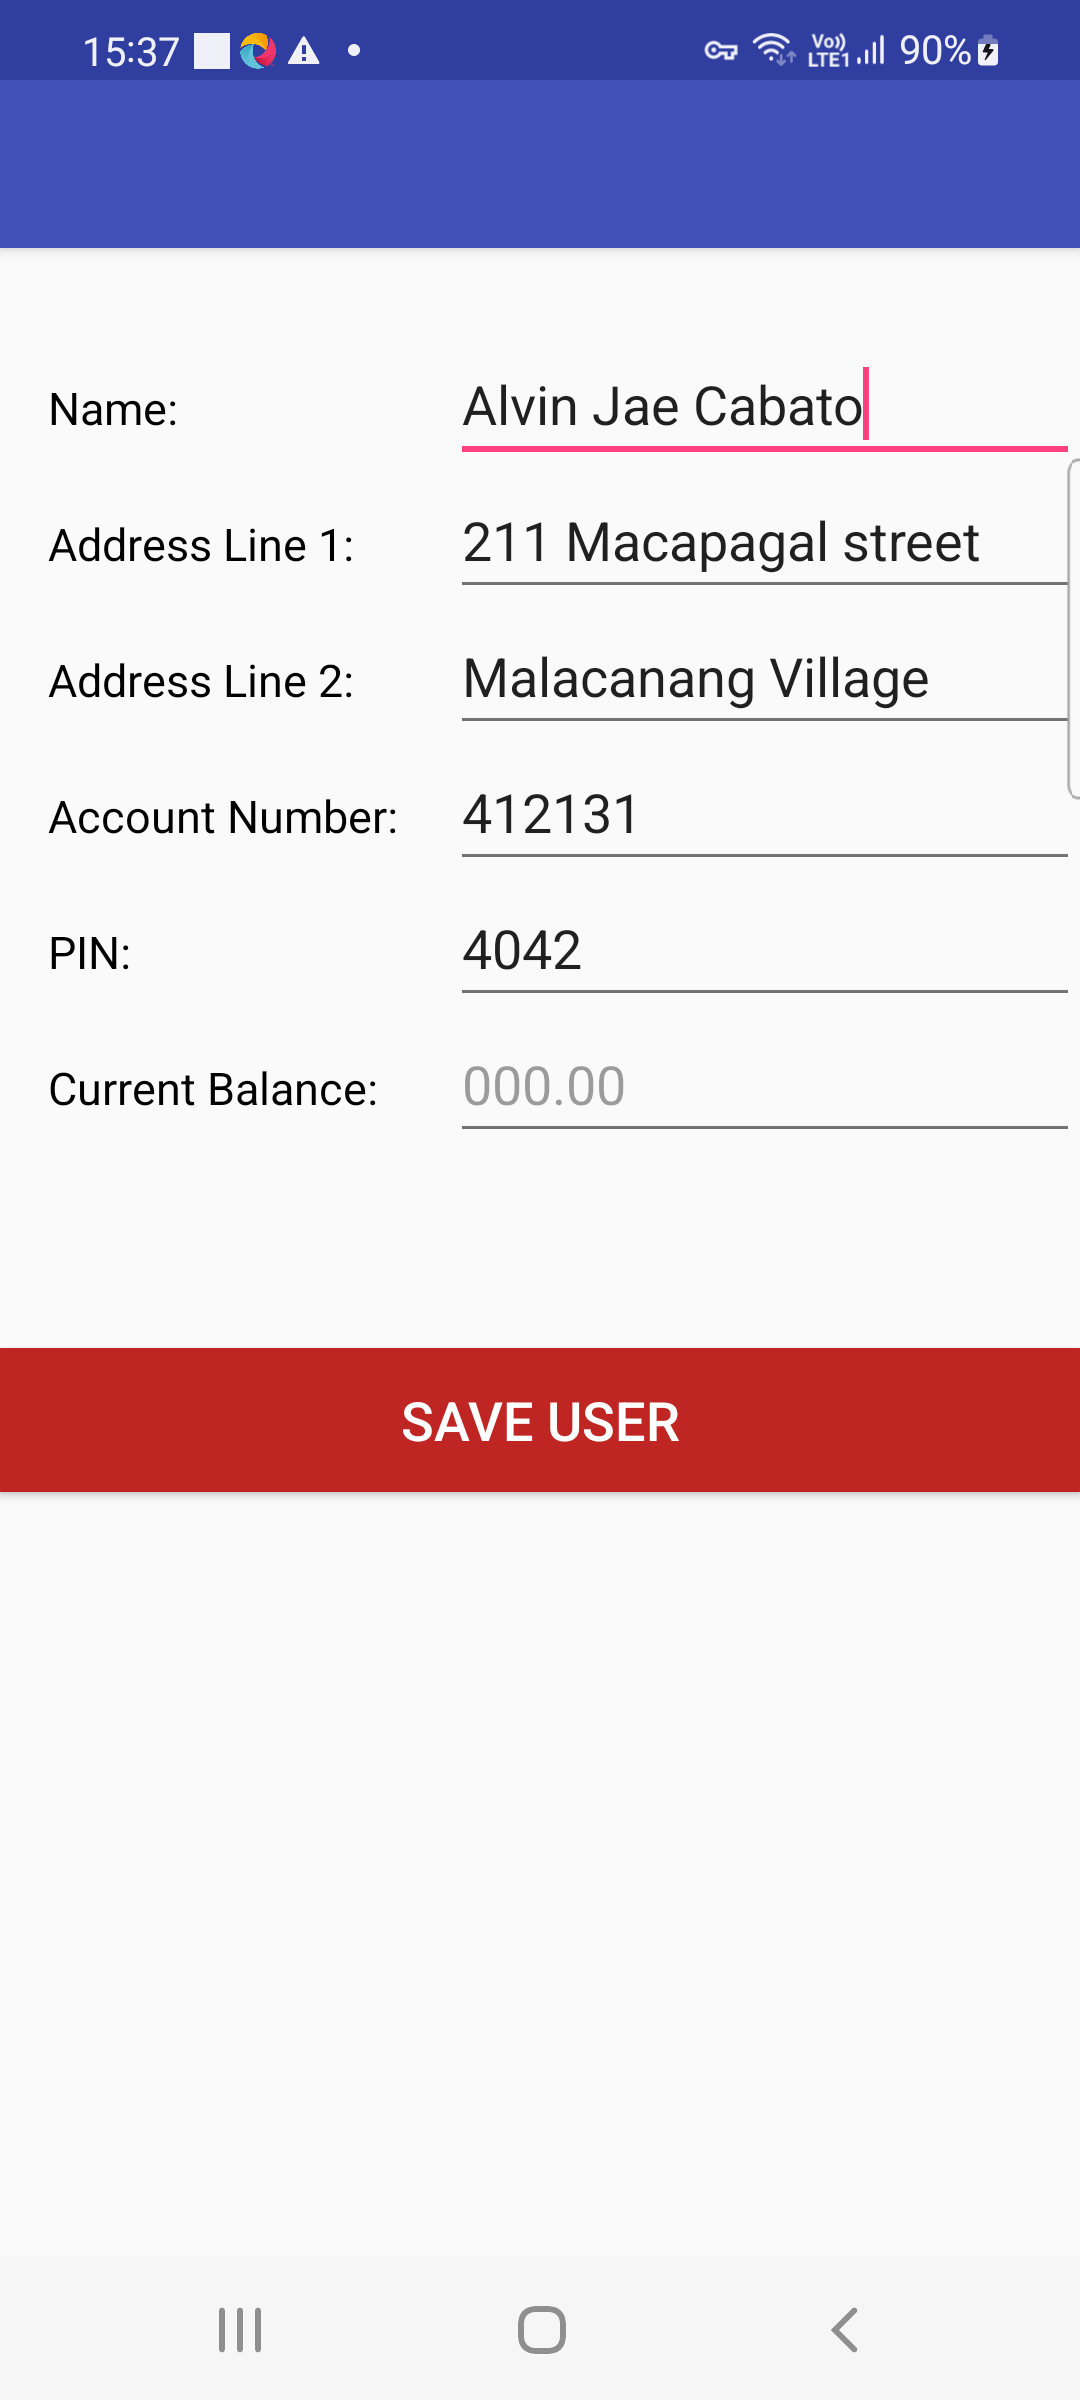 15:37 Vo)) LTE1 90%
Name: Alvin Jae Cabato
Address Line 1: 211 Macapagal street
Address Line 2: Malacanang Village
Account Number: 412131
PIN: 4042
Current Balance: 000.00
SAVE USER